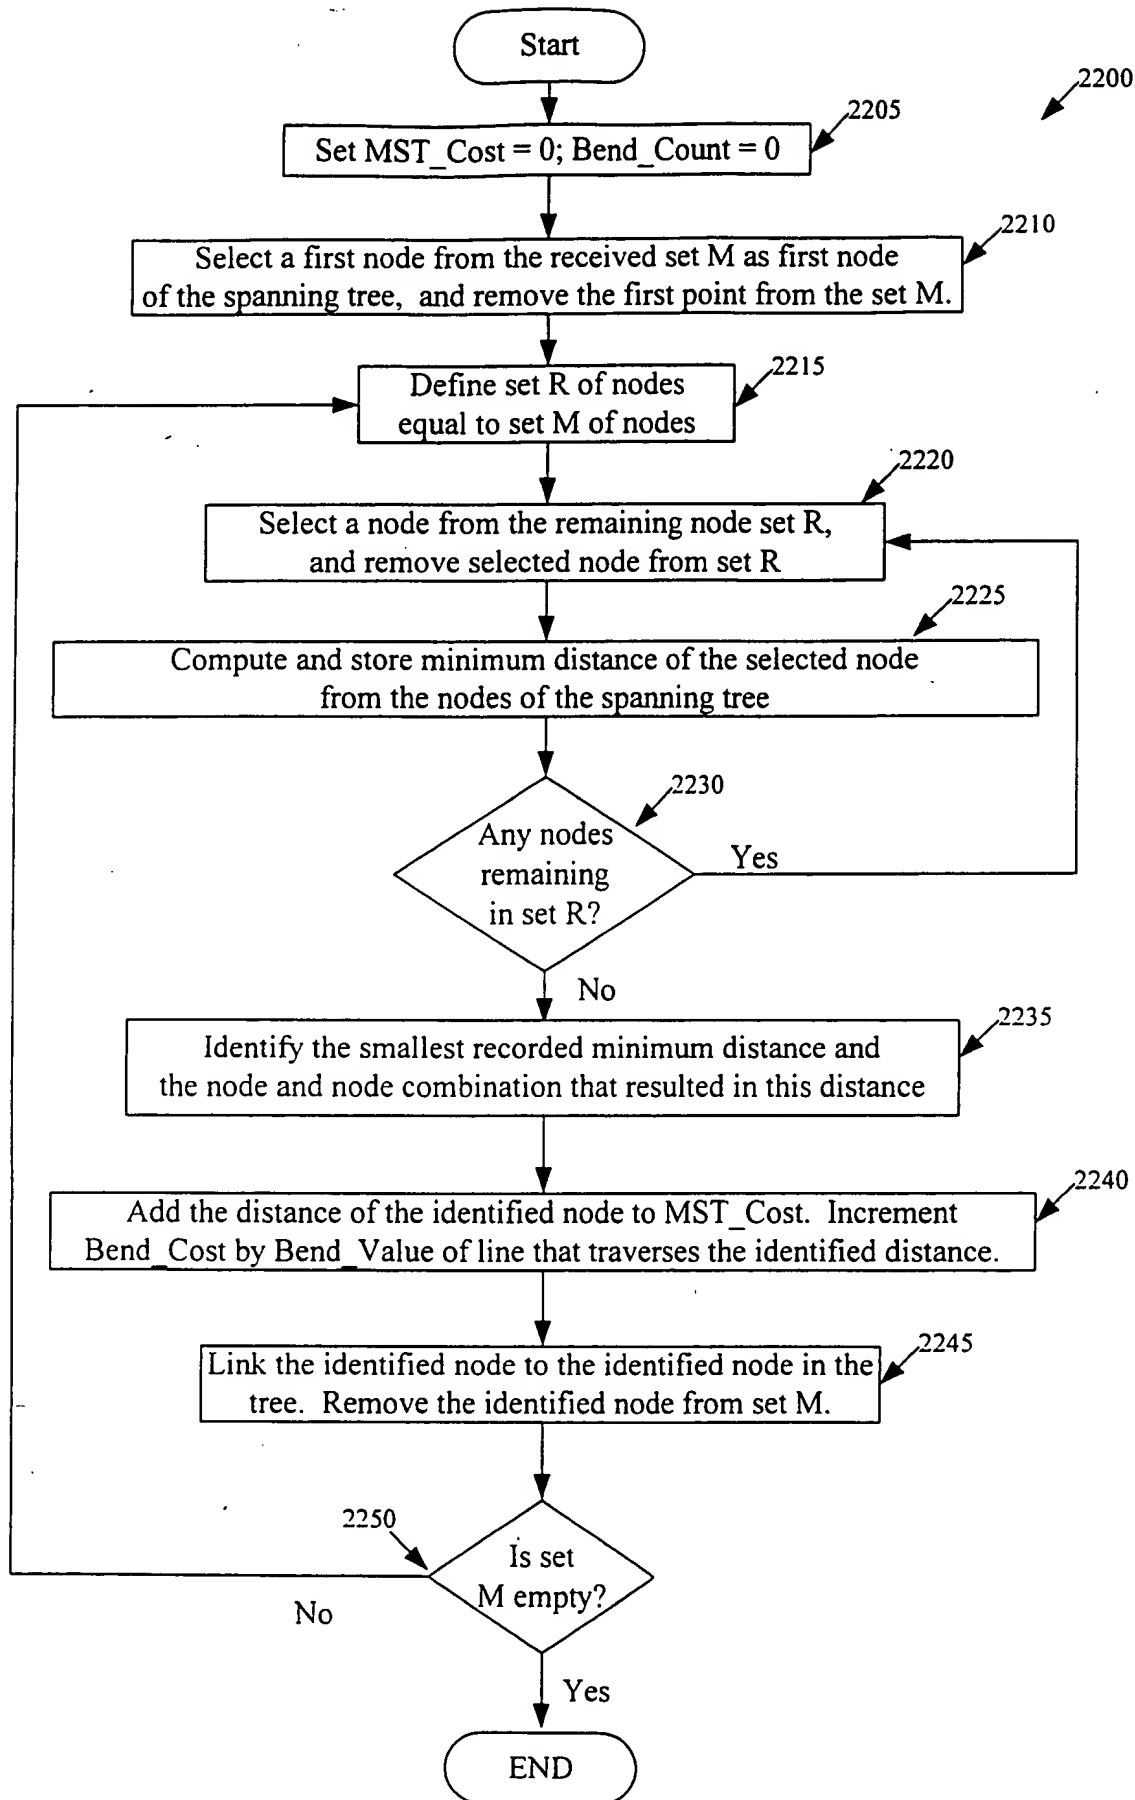 Start
2200
2205
Set MST_Cost = 0; Bend_Count = 0
2210
Select a first node from the received set M as first node
of the spanning tree, and remove the first point from the set M.
2215
Define set R of nodes
equal to set M of nodes
2220
Select a node from the remaining node set R,
and remove selected node from set R
2225
Compute and store minimum distance of the selected node
from the nodes of the spanning tree
2230
Any nodes
remaining
in set R?
Yes
No
2235
Identify the smallest recorded minimum distance and
the node and node combination that resulted in this distance
2240
Add the distance of the identified node to MST_Cost. Increment
Bend_Cost by Bend_Value of line that traverses the identified distance.
2245
Link the identified node to the identified node in the
tree. Remove the identified node from set M.
2250
Is set
M empty?
No
Yes
END